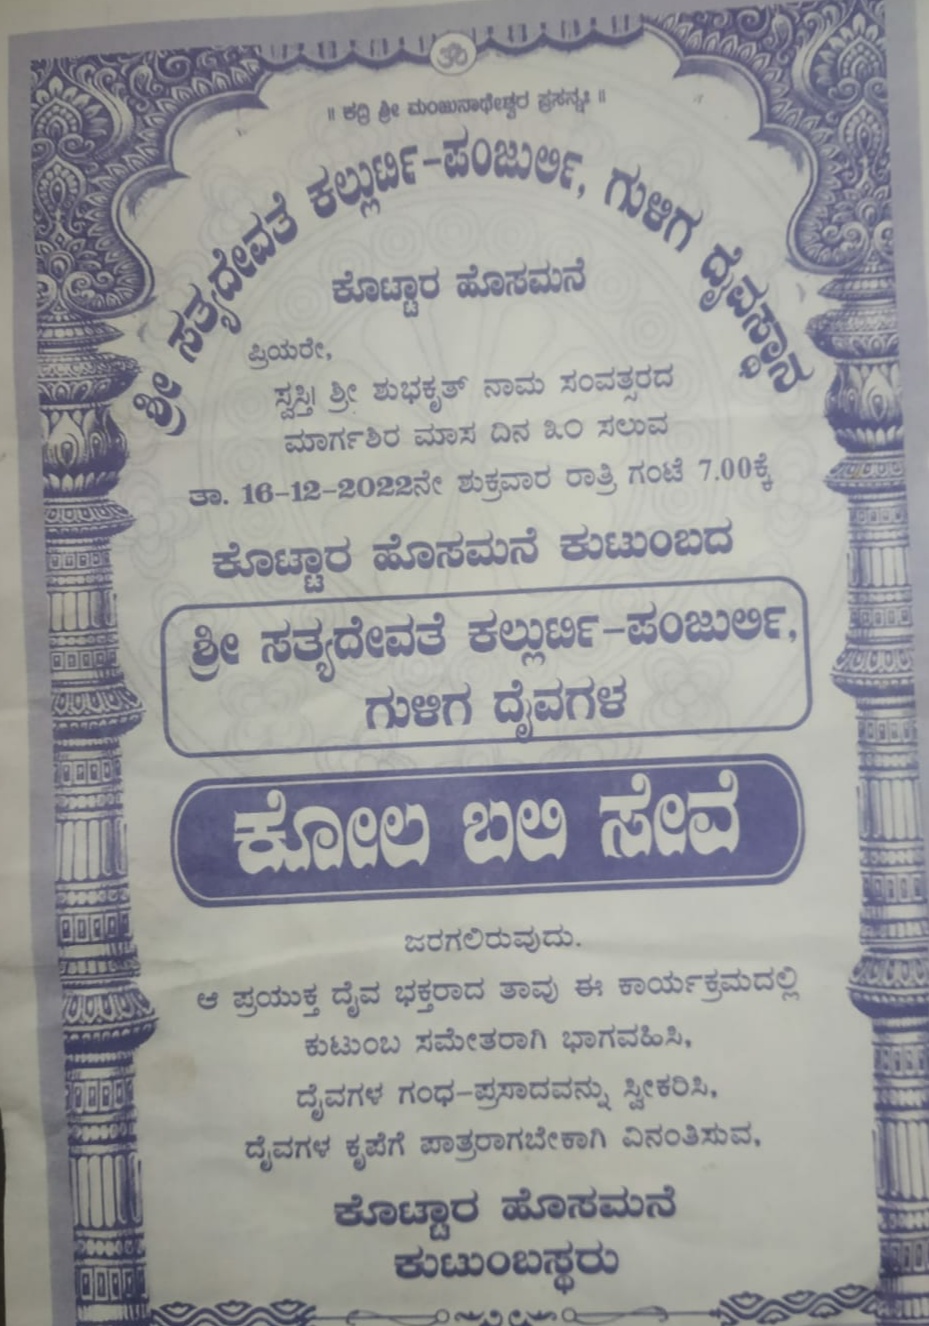 ॐ
॥ ಕದ್ರಿ ಶ್ರೀ ಮಂಜುನಾಥೇಶ್ವರ ಪ್ರಸನ್ನಃ ॥
ಶ್ರೀ ಸತ್ಯದೇವತೆ ಕಲ್ಲುರ್ಟಿ-ಪಂಜುರ್ಲಿ, ಗುಳಿಗ ದೈವಸ್ಥಾನ
ಕೊಟ್ಟಾರ ಹೊಸಮನೆ
ಪ್ರಿಯರೇ,
ಸ್ವಸ್ತಿ। ಶ್ರೀ ಶುಭಕೃತ್ ನಾಮ ಸಂವತ್ಸರದ
ಮಾರ್ಗಶಿರ ಮಾಸ ದಿನ ೩೦ ಸಲುವ
ತಾ. 16-12-2022ನೇ ಶುಕ್ರವಾರ ರಾತ್ರಿ ಗಂಟೆ 7.00ಕ್ಕೆ
ಕೊಟ್ಟಾರ ಹೊಸಮನೆ ಕುಟುಂಬದ
ಶ್ರೀ ಸತ್ಯದೇವತೆ ಕಲ್ಲುರ್ಟಿ-ಪಂಜುರ್ಲಿ,
ಗುಳಿಗ ದೈವಗಳ
ಕೋಲ ಬಲಿ ಸೇವೆ
ಜರಗಲಿರುವುದು.
ಆ ಪ್ರಯುಕ್ತ ದೈವ ಭಕ್ತರಾದ ತಾವು ಈ ಕಾರ್ಯಕ್ರಮದಲ್ಲಿ
ಕುಟುಂಬ ಸಮೇತರಾಗಿ ಭಾಗವಹಿಸಿ,
ದೈವಗಳ ಗಂಧ-ಪ್ರಸಾದವನ್ನು ಸ್ವೀಕರಿಸಿ,
ದೈವಗಳ ಕೃಪೆಗೆ ಪಾತ್ರರಾಗಬೇಕಾಗಿ ವಿನಂತಿಸುವ,
ಕೊಟ್ಟಾರ ಹೊಸಮನೆ
ಕುಟುಂಬಸ್ಥರು